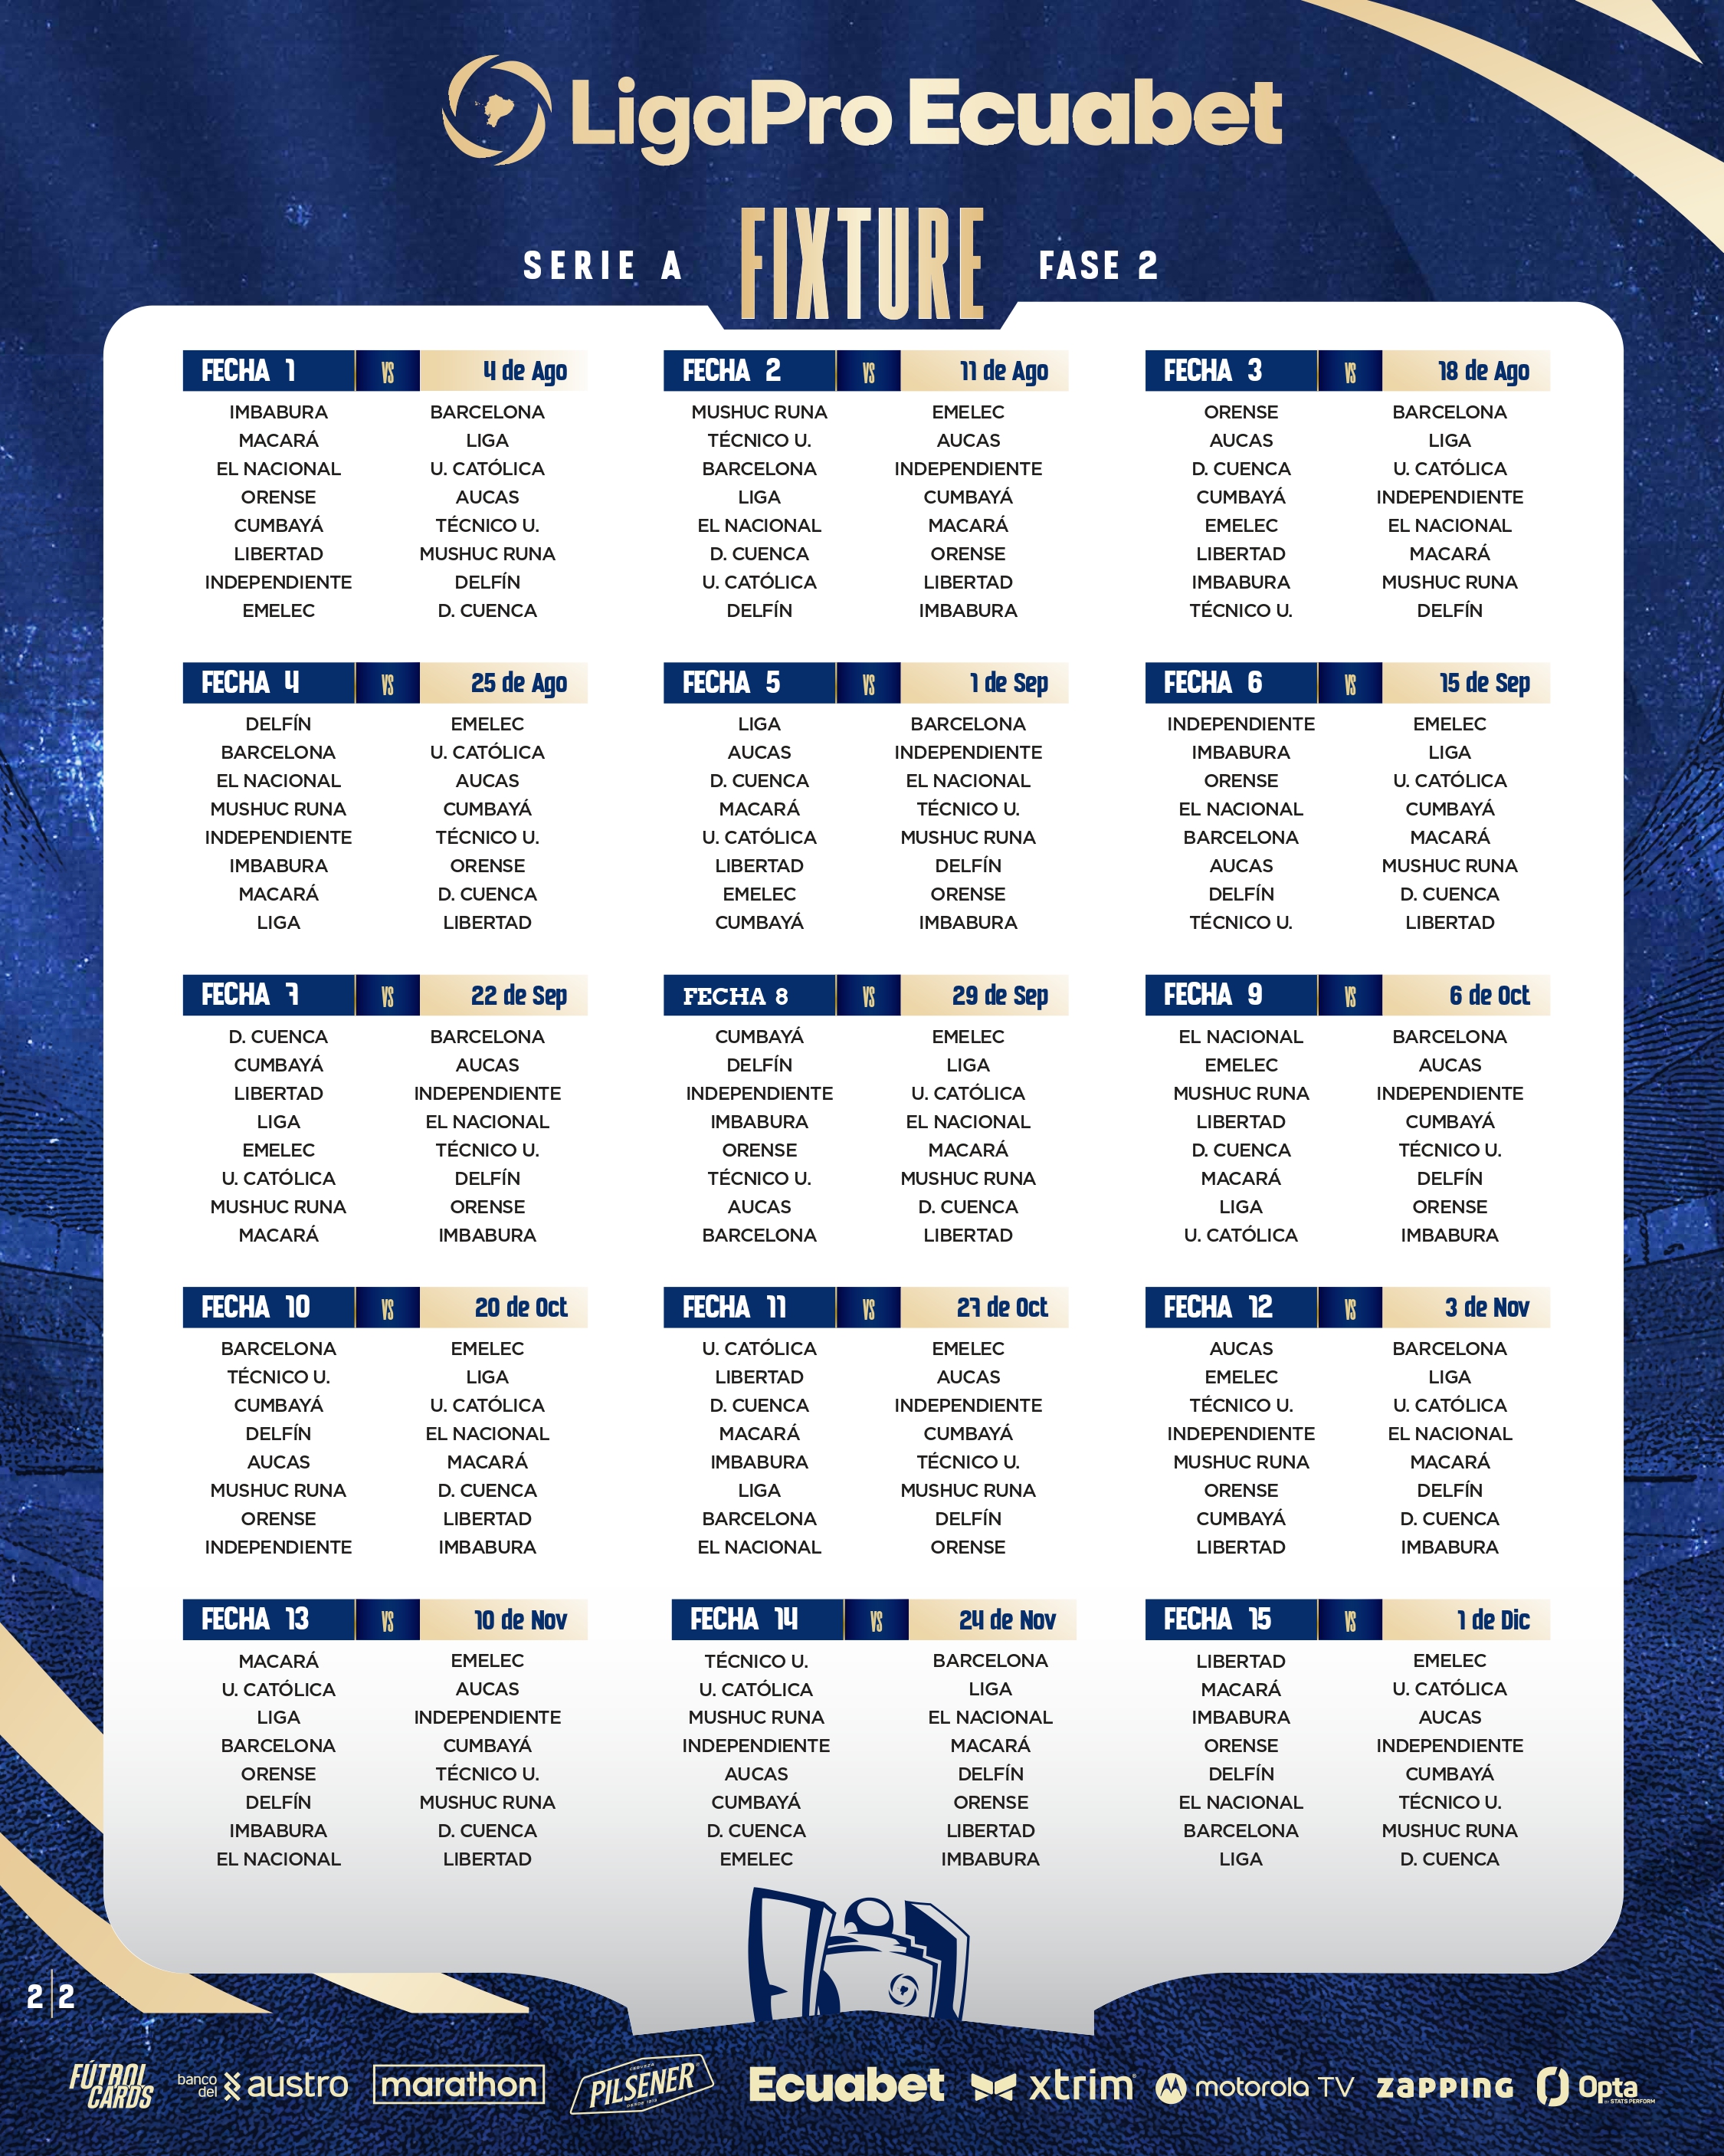 LigaPro Ecuabet
SERIE A FIXTURE FASE 2
FECHA 1 VS 4 de Ago
IMBABURA BARCELONA
MACARÁ LIGA
EL NACIONAL U. CATÓLICA
ORENSE AUCAS
CUMBAYÁ TÉCNICO U.
LIBERTAD MUSHUC RUNA
INDEPENDIENTE DELFÍN
EMELEC D. CUENCA
FECHA 2 VS 11 de Ago
MUSHUC RUNA EMELEC
TÉCNICO U. AUCAS
BARCELONA INDEPENDIENTE
LIGA CUMBAYÁ
EL NACIONAL MACARÁ
D. CUENCA ORENSE
U. CATÓLICA LIBERTAD
DELFÍN IMBABURA
FECHA 3 VS 18 de Ago
ORENSE BARCELONA
AUCAS LIGA
D. CUENCA U. CATÓLICA
CUMBAYÁ INDEPENDIENTE
EMELEC EL NACIONAL
LIBERTAD MACARÁ
IMBABURA MUSHUC RUNA
TÉCNICO U. DELFÍN
FECHA 4 VS 25 de Ago
DELFÍN EMELEC
BARCELONA U. CATÓLICA
EL NACIONAL AUCAS
MUSHUC RUNA CUMBAYÁ
INDEPENDIENTE TÉCNICO U.
IMBABURA ORENSE
MACARÁ D. CUENCA
LIGA LIBERTAD
FECHA 5 VS 1 de Sep
LIGA BARCELONA
AUCAS INDEPENDIENTE
D. CUENCA EL NACIONAL
MACARÁ TÉCNICO U.
U. CATÓLICA MUSHUC RUNA
LIBERTAD DELFÍN
EMELEC ORENSE
CUMBAYÁ IMBABURA
FECHA 6 VS 15 de Sep
INDEPENDIENTE EMELEC
IMBABURA LIGA
ORENSE U. CATÓLICA
EL NACIONAL CUMBAYÁ
BARCELONA MACARÁ
AUCAS MUSHUC RUNA
DELFÍN D. CUENCA
TÉCNICO U. LIBERTAD
FECHA 7 VS 22 de Sep
D. CUENCA BARCELONA
CUMBAYÁ AUCAS
LIBERTAD INDEPENDIENTE
LIGA EL NACIONAL
EMELEC TÉCNICO U.
U. CATÓLICA DELFÍN
MUSHUC RUNA ORENSE
MACARÁ IMBABURA
FECHA 8 VS 29 de Sep
CUMBAYÁ EMELEC
DELFÍN LIGA
INDEPENDIENTE U. CATÓLICA
IMBABURA EL NACIONAL
ORENSE MACARÁ
TÉCNICO U. MUSHUC RUNA
AUCAS D. CUENCA
BARCELONA LIBERTAD
FECHA 9 VS 6 de Oct
EL NACIONAL BARCELONA
EMELEC AUCAS
MUSHUC RUNA INDEPENDIENTE
LIBERTAD CUMBAYÁ
D. CUENCA TÉCNICO U.
MACARÁ DELFÍN
LIGA ORENSE
U. CATÓLICA IMBABURA
FECHA 10 VS 20 de Oct
BARCELONA EMELEC
TÉCNICO U. LIGA
CUMBAYÁ U. CATÓLICA
DELFÍN EL NACIONAL
AUCAS MACARÁ
MUSHUC RUNA D. CUENCA
ORENSE LIBERTAD
INDEPENDIENTE IMBABURA
FECHA 11 VS 27 de Oct
U. CATÓLICA EMELEC
LIBERTAD AUCAS
D. CUENCA INDEPENDIENTE
MACARÁ CUMBAYÁ
IMBABURA TÉCNICO U.
LIGA MUSHUC RUNA
BARCELONA DELFÍN
EL NACIONAL ORENSE
FECHA 12 VS 3 de Nov
AUCAS BARCELONA
EMELEC LIGA
TÉCNICO U. U. CATÓLICA
INDEPENDIENTE EL NACIONAL
MUSHUC RUNA MACARÁ
ORENSE DELFÍN
CUMBAYÁ D. CUENCA
LIBERTAD IMBABURA
FECHA 13 VS 10 de Nov
MACARÁ EMELEC
U. CATÓLICA AUCAS
LIGA INDEPENDIENTE
BARCELONA CUMBAYÁ
ORENSE TÉCNICO U.
DELFÍN MUSHUC RUNA
IMBABURA D. CUENCA
EL NACIONAL LIBERTAD
FECHA 14 VS 24 de Nov
TÉCNICO U. BARCELONA
U. CATÓLICA LIGA
MUSHUC RUNA EL NACIONAL
INDEPENDIENTE MACARÁ
AUCAS DELFÍN
CUMBAYÁ ORENSE
D. CUENCA LIBERTAD
EMELEC IMBABURA
FECHA 15 VS 1 de Dic
LIBERTAD EMELEC
MACARÁ U. CATÓLICA
IMBABURA AUCAS
ORENSE INDEPENDIENTE
DELFÍN CUMBAYÁ
EL NACIONAL TÉCNICO U.
BARCELONA MUSHUC RUNA
LIGA D. CUENCA
2|2
FÚTBOL CARDS
banco del austro
marathon
CERVEZA PILSENER DESDE 1913
Ecuabet
xtrim
motorola TV
zapping
Opta
BY STATS PERFORM